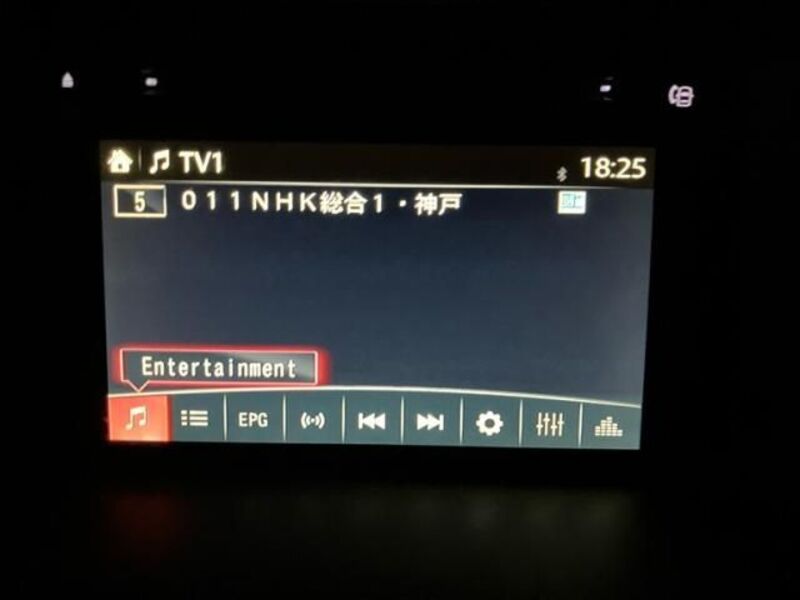 TV1 18:25
5 011NHK総合1・神戸
Entertainment
EPG